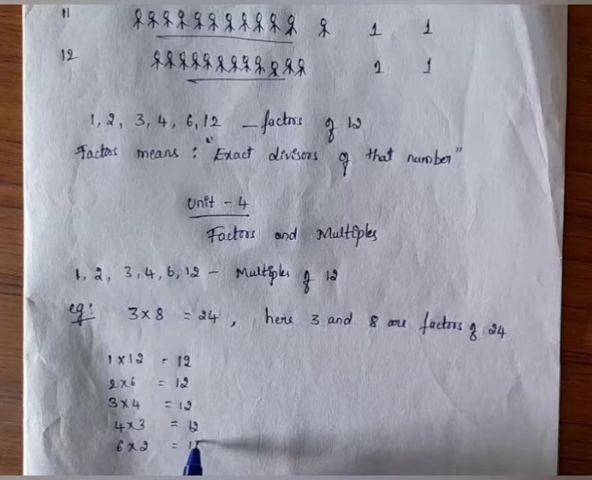 11 1 1
12 1 1
1, 2, 3, 4, 6, 12 - factors of 12
Factors means : "Exact divisors of that number"
Unit - 4
Factors and Multiples
1, 2, 3, 4, 6, 12 - Multiples of 12
eg: 3 x 8 = 24, here 3 and 8 are factors of 24
1 x 12 = 12
2 x 6 = 12
3 x 4 = 12
4 x 3 = 12
6 x 2 = 1